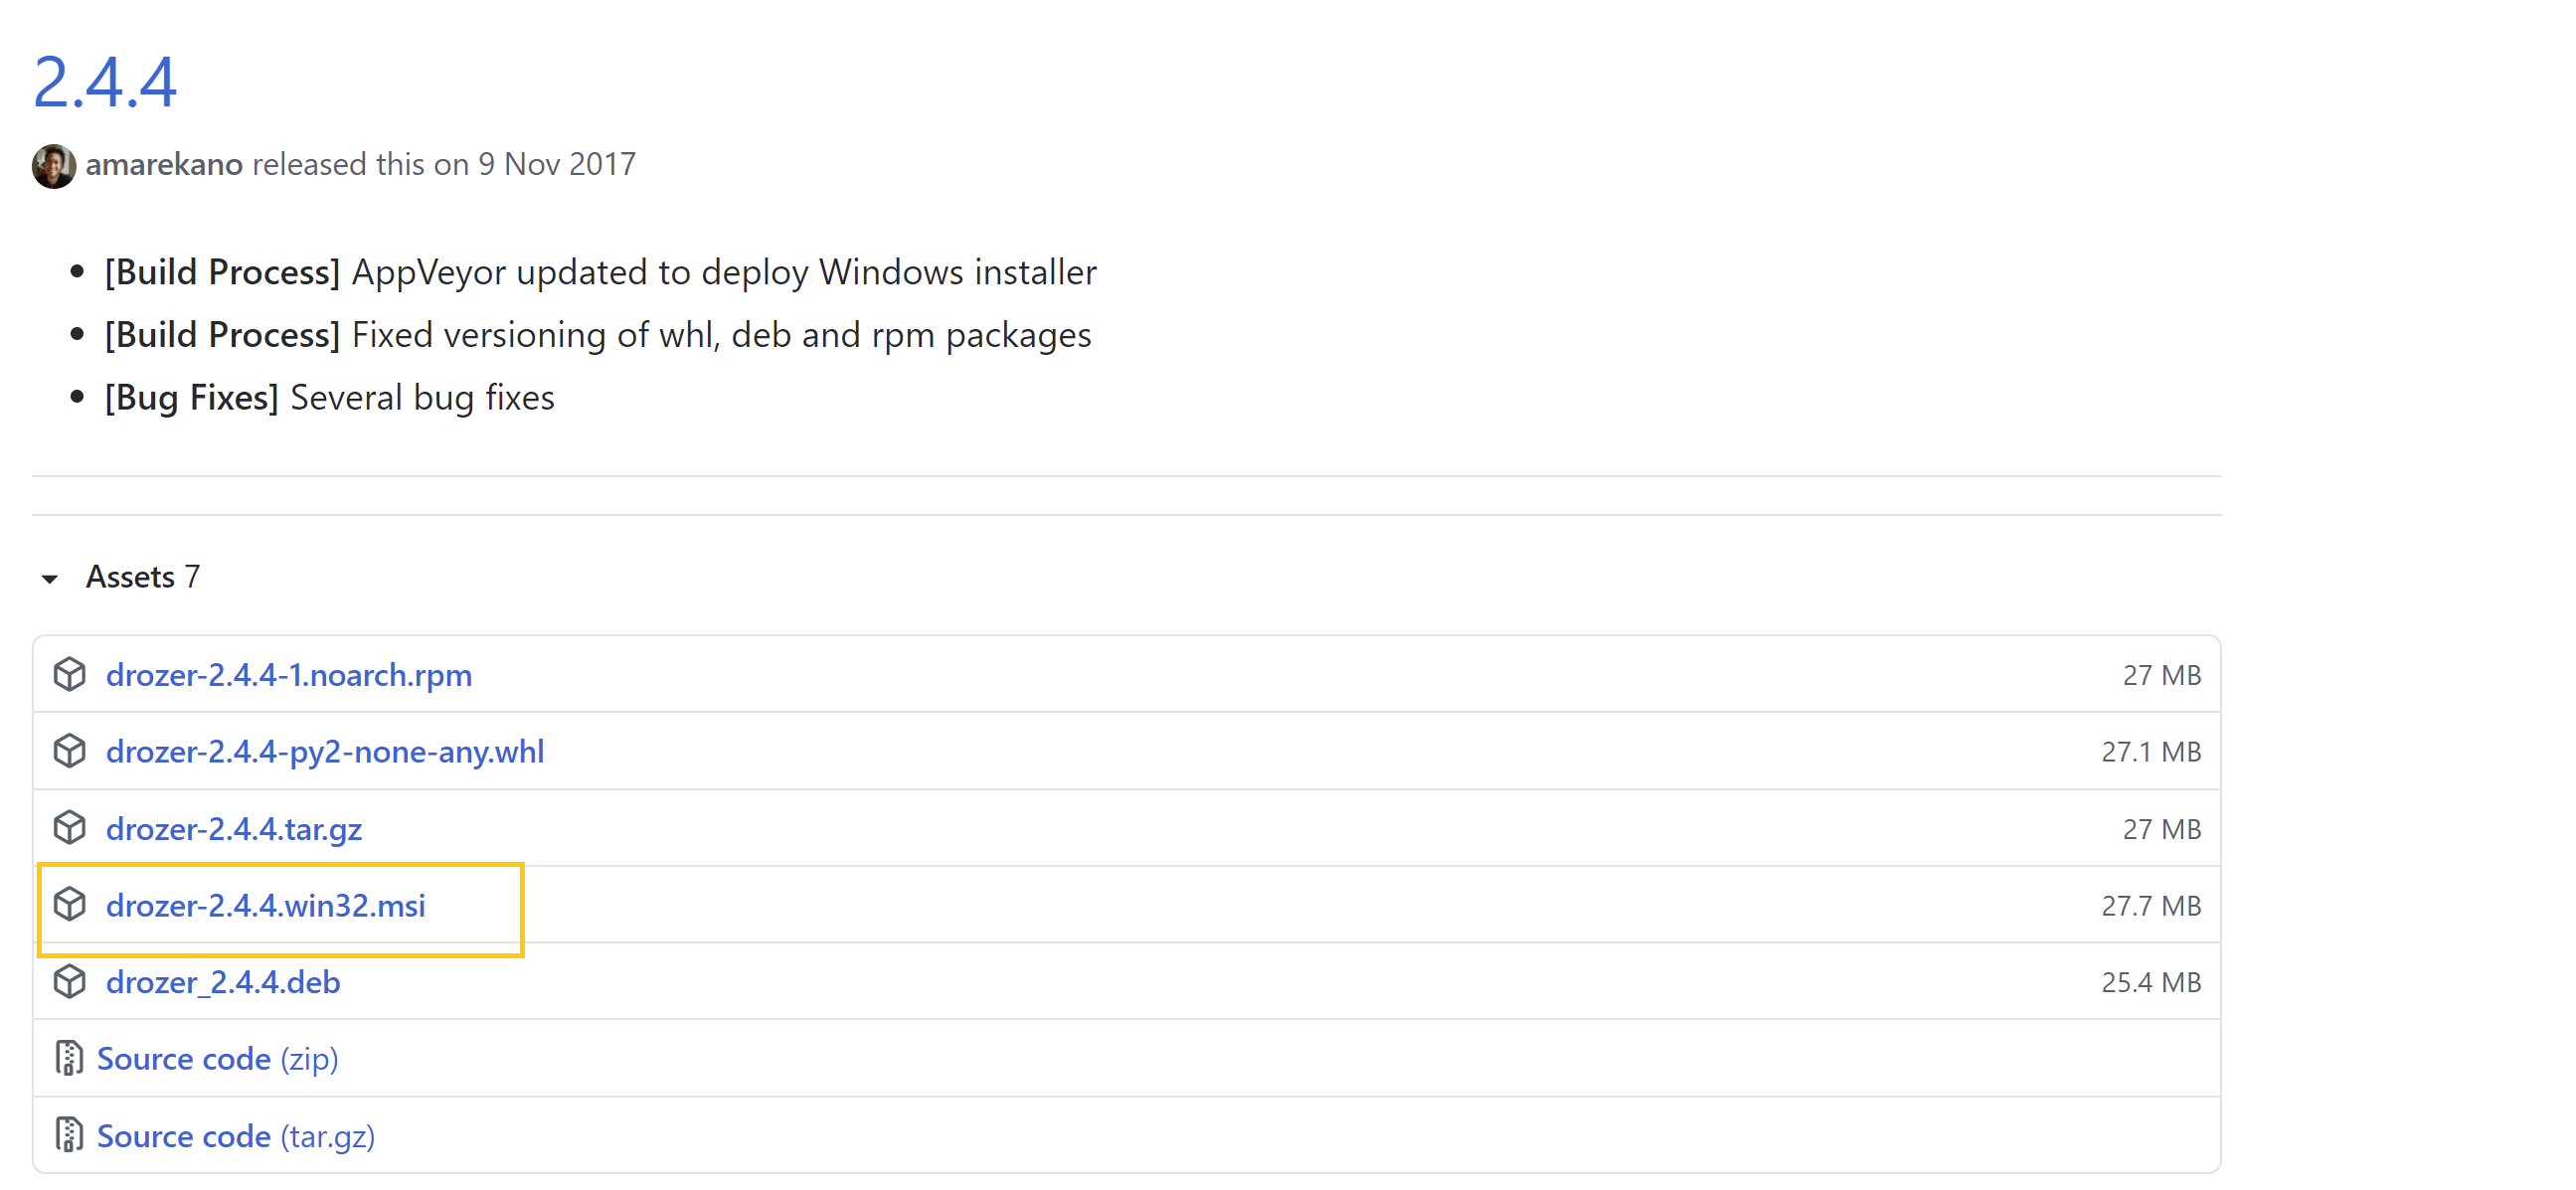 2.4.4
amarekano released this on 9 Nov 2017
[Build Process] AppVeyor updated to deploy Windows installer
[Build Process] Fixed versioning of whl, deb and rpm packages
[Bug Fixes] Several bug fixes
Assets 7
drozer-2.4.4-1.noarch.rpm 27 MB
drozer-2.4.4-py2-none-any.whl 27.1 MB
drozer-2.4.4.tar.gz 27 MB
drozer-2.4.4.win32.msi 27.7 MB
drozer_2.4.4.deb 25.4 MB
Source code (zip)
Source code (tar.gz)